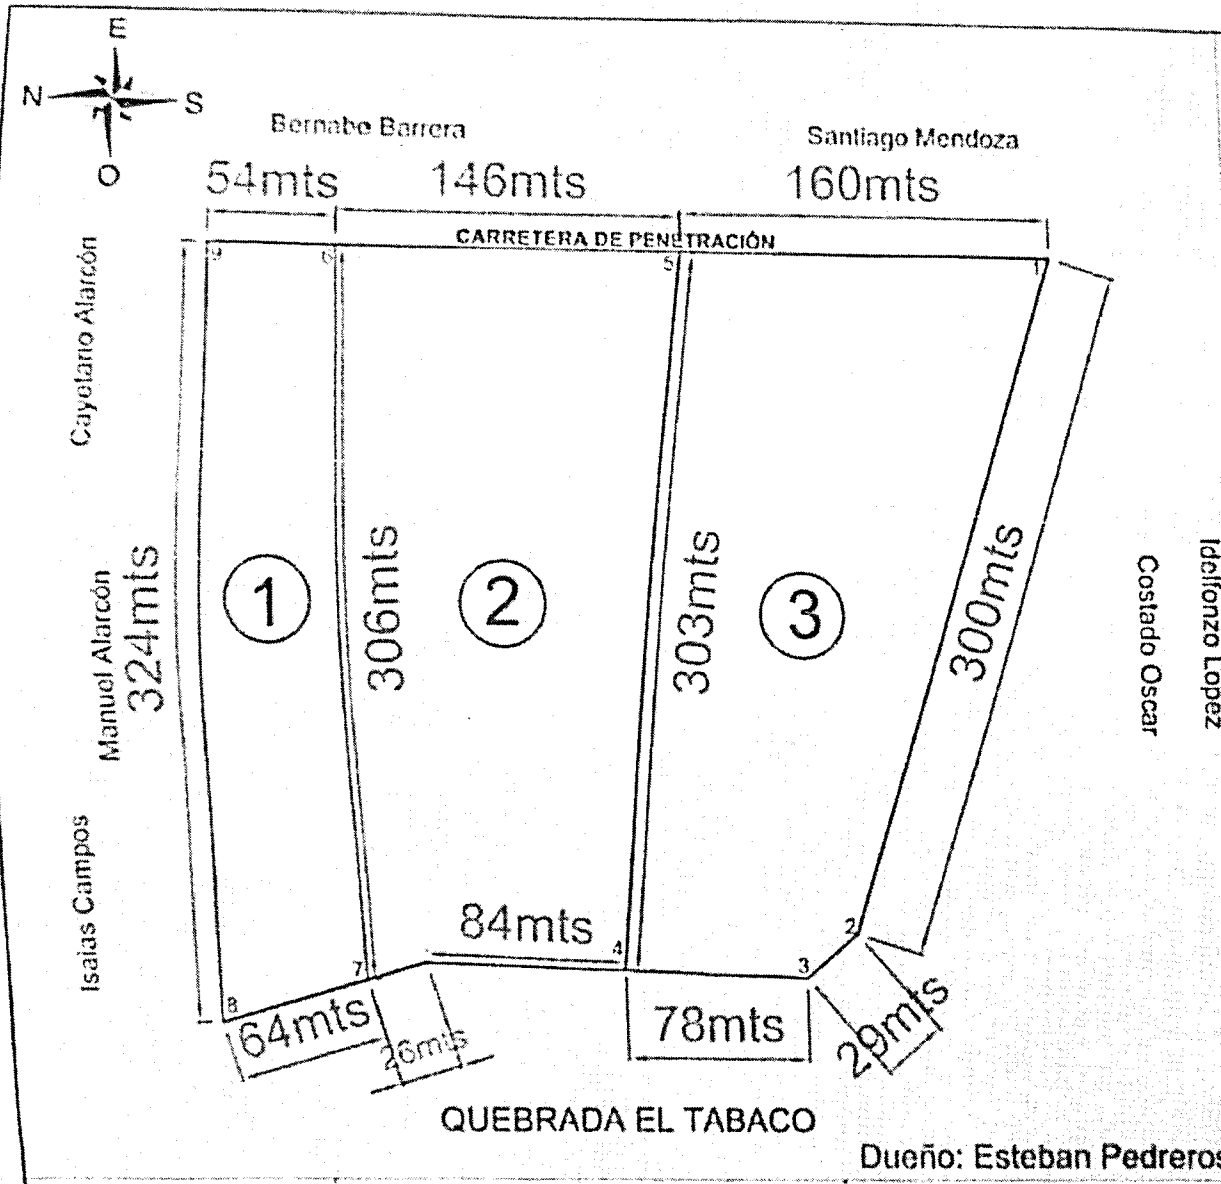 E
N S
O
Bernabe Barrera
Santiago Mendoza
54mts
146mts
160mts
CARRETERA DE PENETRACIÓN
9
6
5
1
Cayetano Alarcón
Manuel Alarcón
Isaias Campos
324mts
1
306mts
2
303mts
3
300mts
Costado Oscar
Idelfonzo Lopez
84mts
4
3
2
7
8
64mts
26mts
78mts
29mts
QUEBRADA EL TABACO
Dueño: Esteban Pedreros